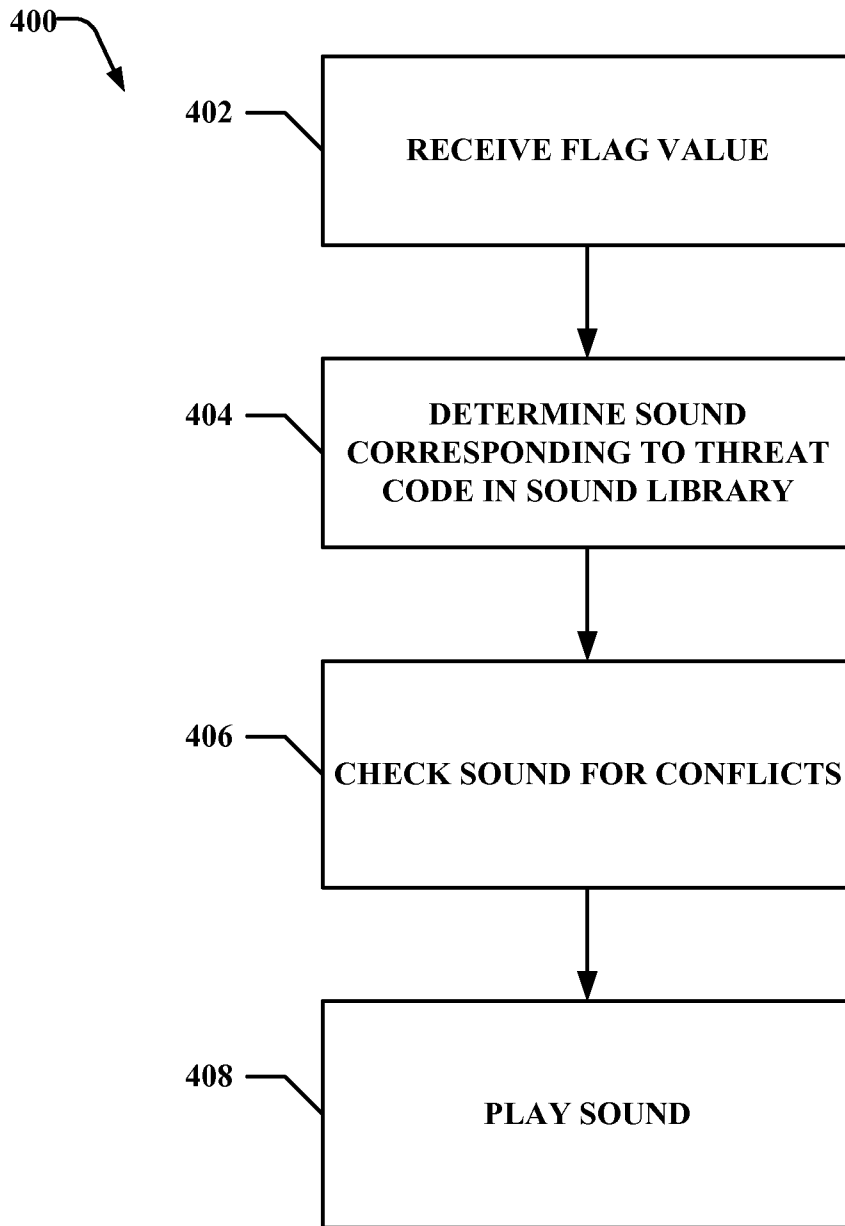 400
402
RECEIVE FLAG VALUE
404
DETERMINE SOUND
CORRESPONDING TO THREAT
CODE IN SOUND LIBRARY
406
CHECK SOUND FOR CONFLICTS
408
PLAY SOUND